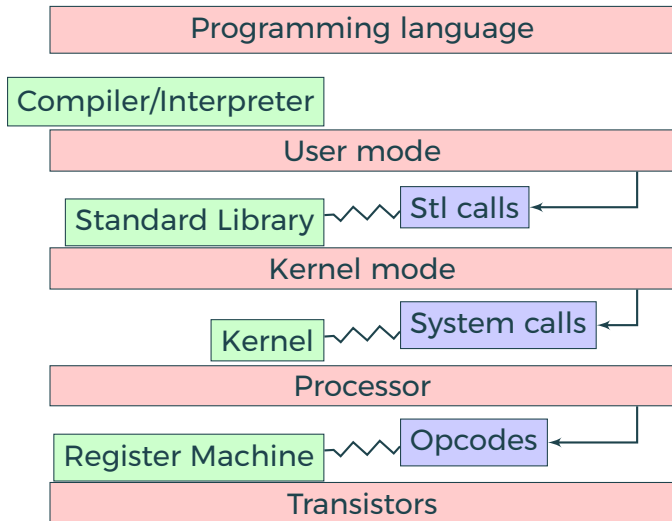 Programming language
Compiler/Interpreter
User mode
Stl calls
Standard Library
Kernel mode
System calls
Kernel
Processor
Opcodes
Register Machine
Transistors